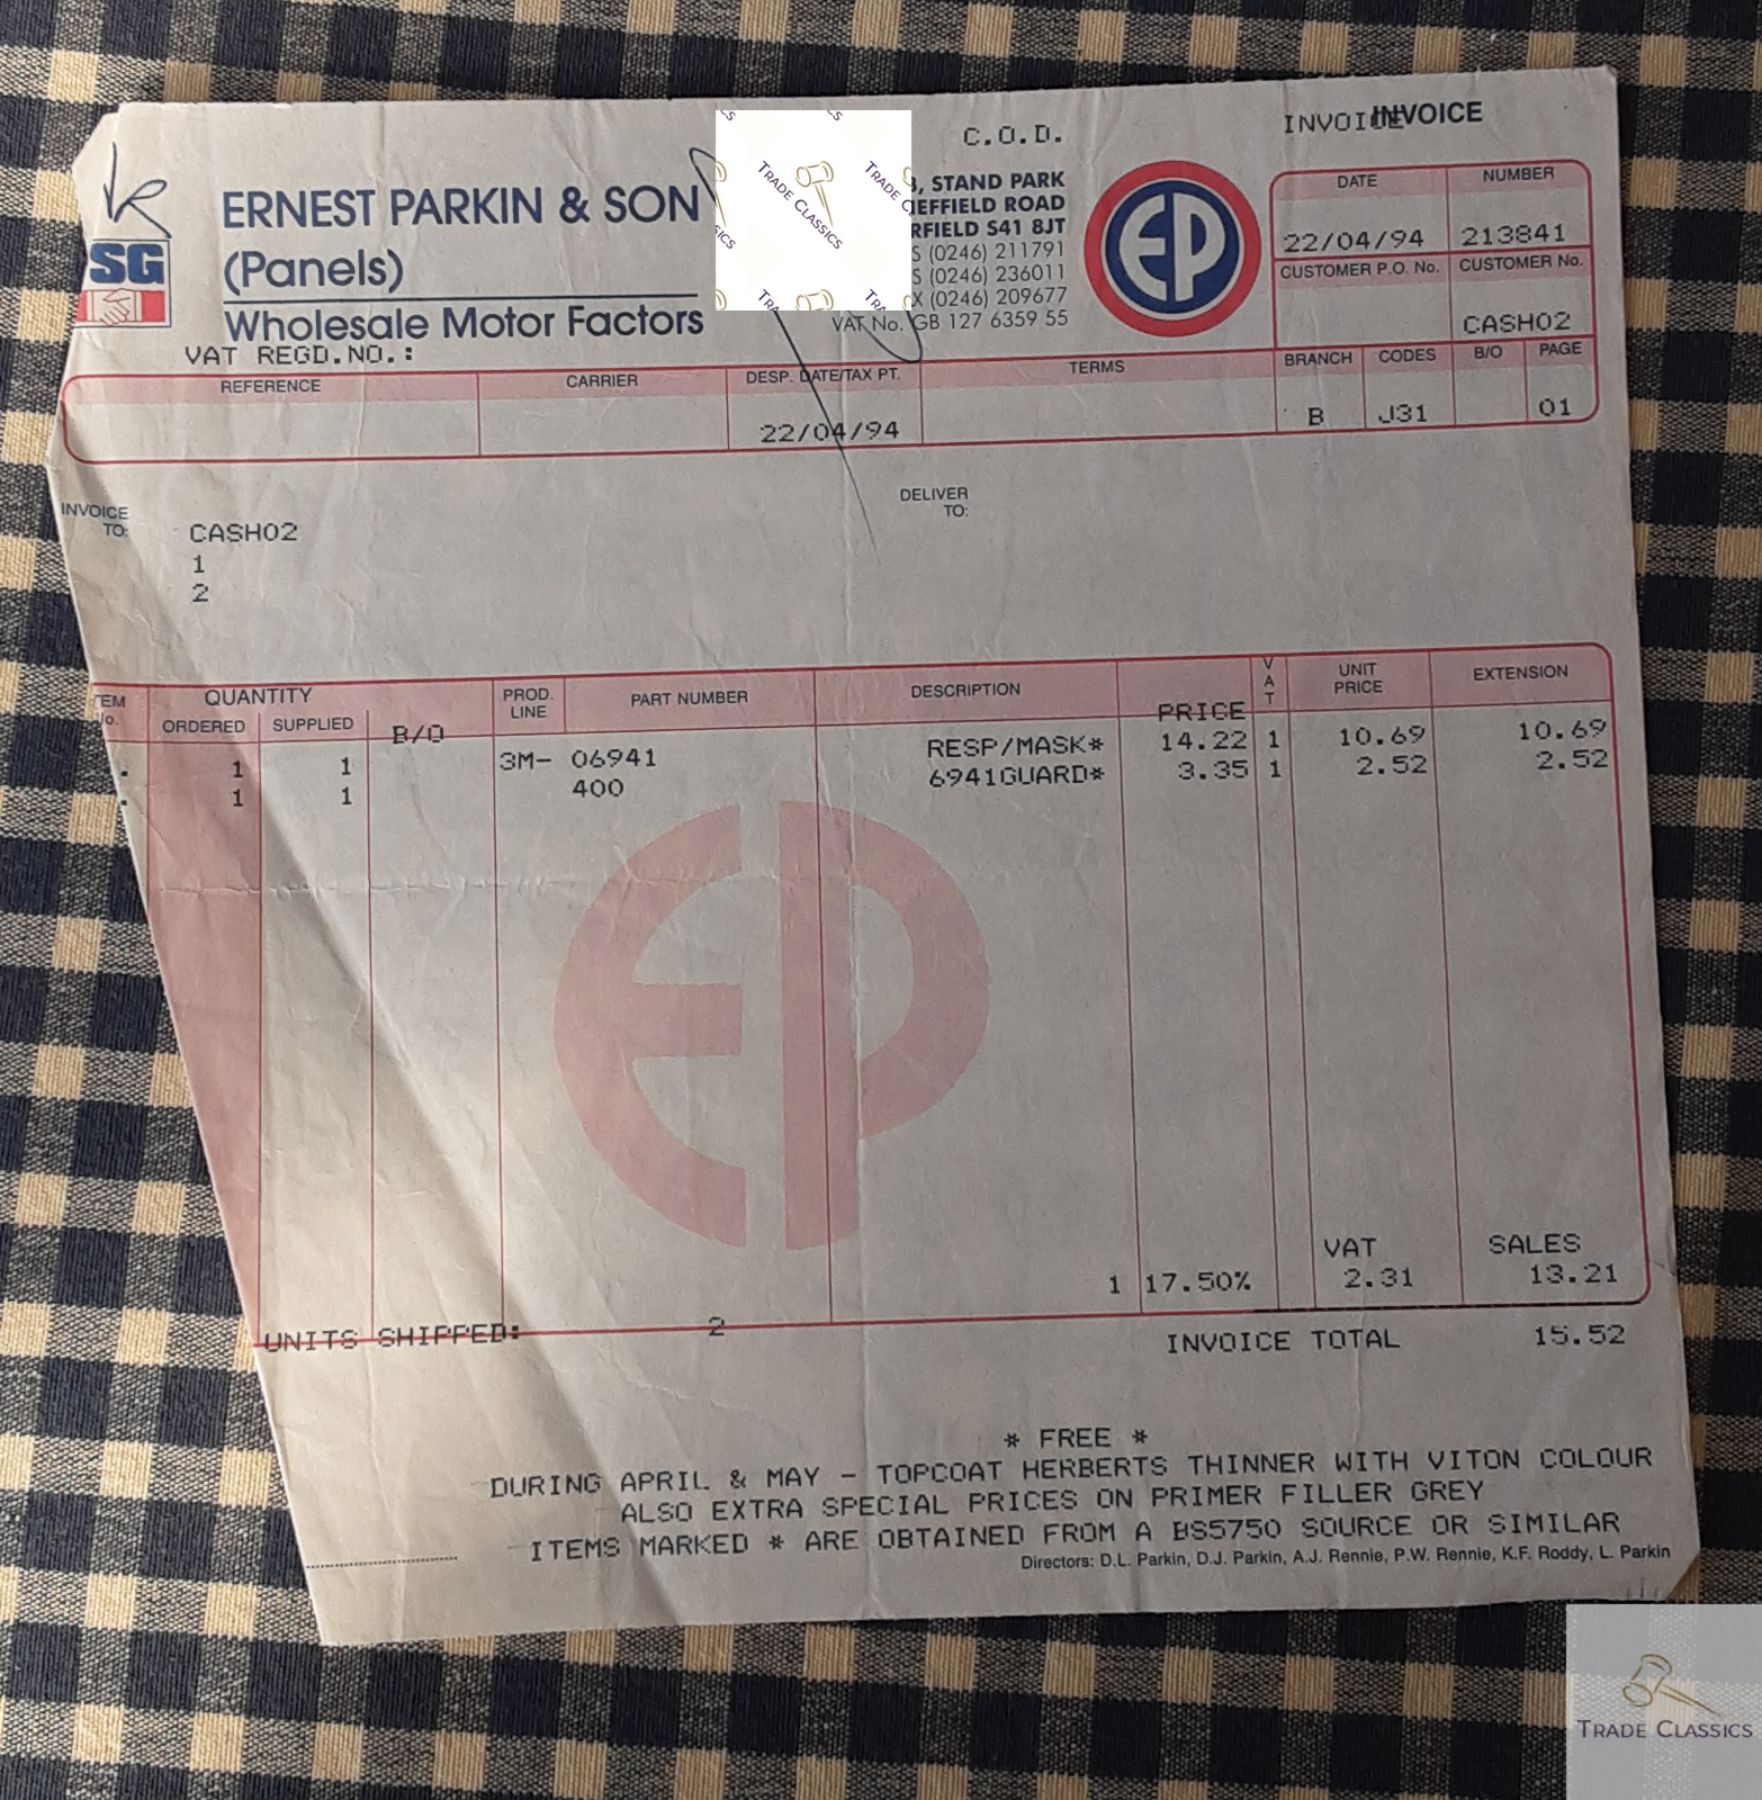 C.O.D.
INVOICE INVOICE
VR
SG
ERNEST PARKIN & SON
(Panels)
Wholesale Motor Factors
VAT REGD.NO.:
TRADE CLASSICS
TRADE
, STAND PARK
EFFIELD ROAD
RFIELD S41 8JT
S (0246) 211791
S (0246) 236011
X (0246) 209677
VAT No. GB 127 6359 55
EP
DATE NUMBER
22/04/94 213841
CUSTOMER P.O. No. CUSTOMER No.
CASH02
REFERENCE CARRIER DESP. DATE/TAX PT. TERMS BRANCH CODES B/O PAGE
22/04/94 B J31 01
INVOICE
TO:
CASH02
1
2
DELIVER
TO:
QUANTITY PROD. LINE PART NUMBER DESCRIPTION PRICE VAT UNIT PRICE EXTENSION
ORDERED SUPPLIED B/O
1 1 3M- 06941 RESP/MASK* 14.22 1 10.69 10.69
1 1 400 6941GUARD* 3.35 1 2.52 2.52
EP
VAT SALES
1 17.50% 2.31 13.21
UNITS SHIPPED: 2
INVOICE TOTAL 15.52
* FREE *
DURING APRIL & MAY - TOPCOAT HERBERTS THINNER WITH VITON COLOUR
ALSO EXTRA SPECIAL PRICES ON PRIMER FILLER GREY
ITEMS MARKED * ARE OBTAINED FROM A BS5750 SOURCE OR SIMILAR
Directors: D.L. Parkin, D.J. Parkin, A.J. Rennie, P.W. Rennie, K.F. Roddy, L. Parkin
TRADE CLASSICS